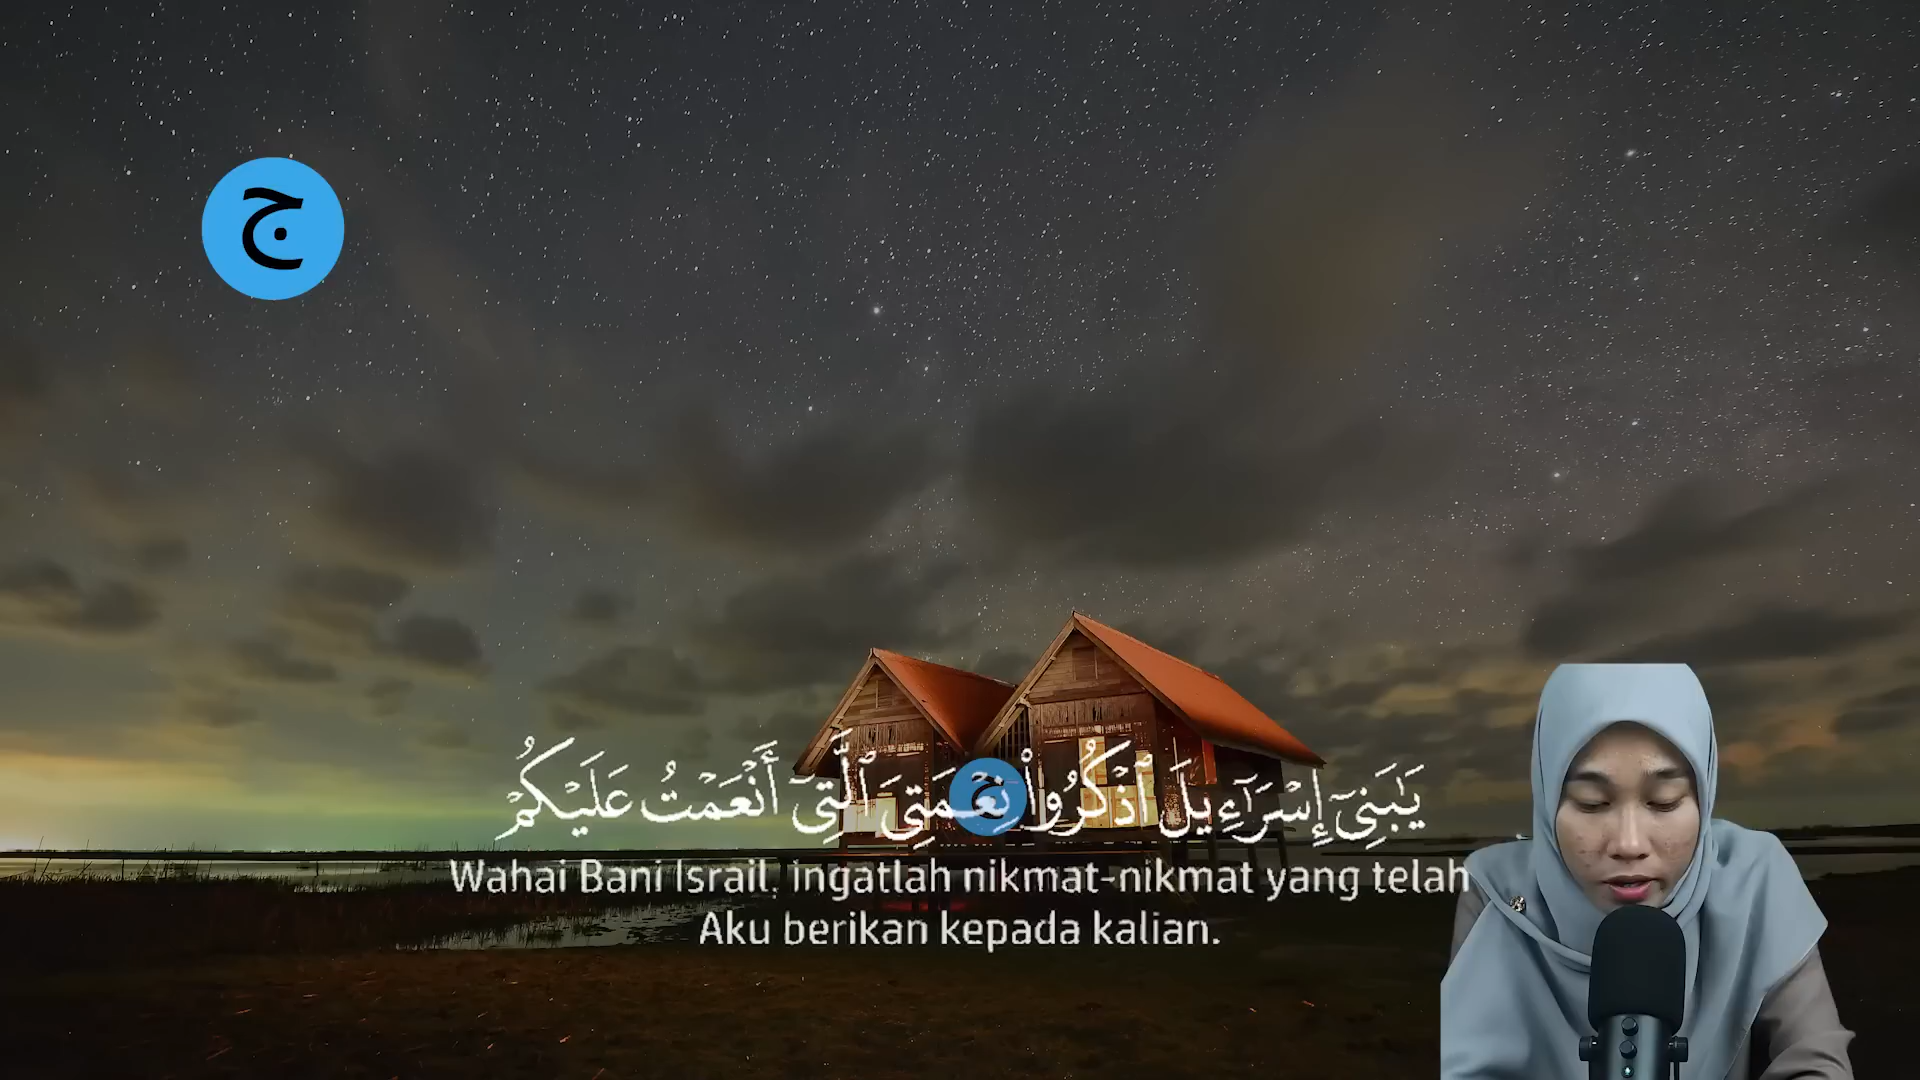 ج
يَٰبَنِىٓ إِسْرَٰٓءِيلَ ٱذْكُرُوا۟ نِعْمَتِىَ ٱلَّتِىٓ أَنْعَمْتُ عَلَيْكُمْ
ج
Wahai Bani Israil, ingatlah nikmat-nikmat yang telah
Aku berikan kepada kalian.